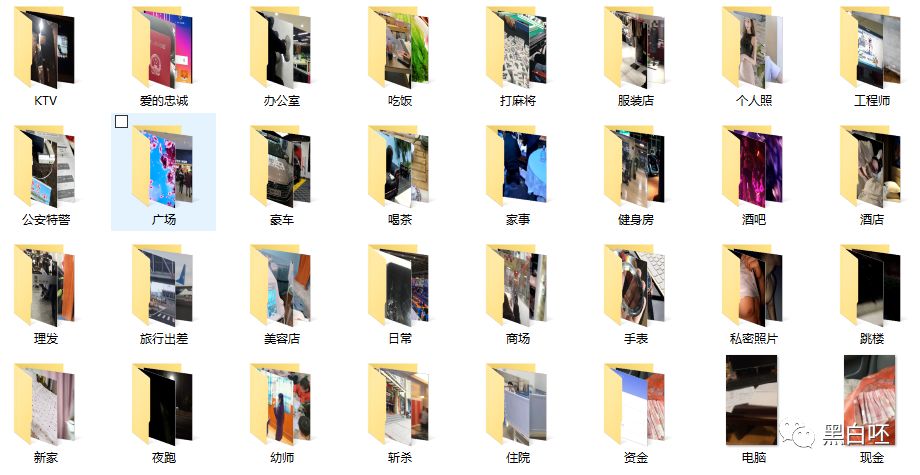 KTV
爱的忠诚
办公室
吃饭
打麻将
服装店
个人照
工程师
公安特警
广场
豪车
喝茶
家事
健身房
酒吧
酒店
理发
旅行出差
美容店
日常
商场
手表
私密照片
跳楼
新家
夜跑
幼师
斩杀
住院
资金
电脑
现金
黑白呸